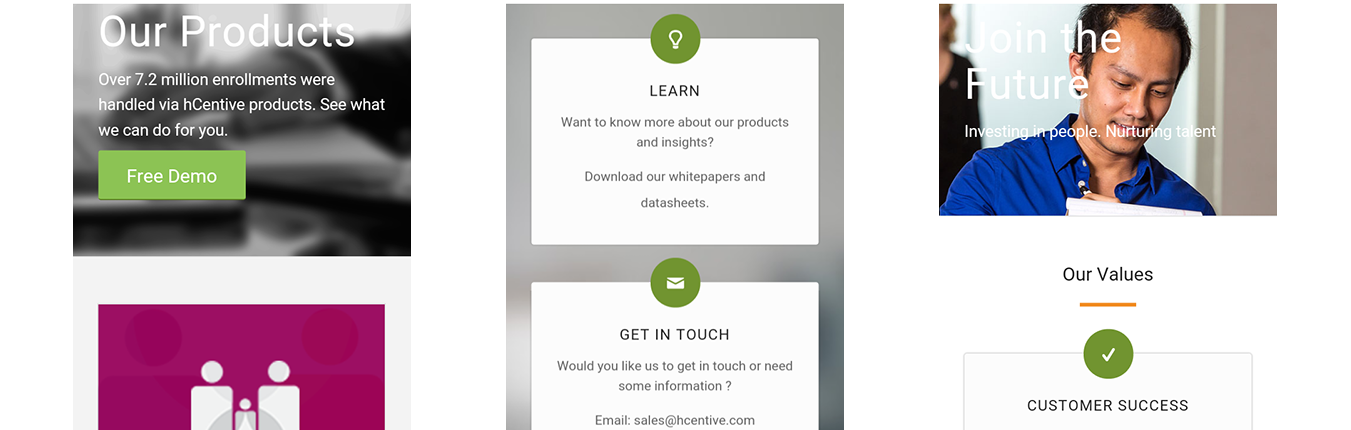 Our Products
Over 7.2 million enrollments were
handled via hCentive products. See what
we can do for you.
Free Demo
LEARN
Want to know more about our products
and insights?
Download our whitepapers and
datasheets.
GET IN TOUCH
Would you like us to get in touch or need
some information ?
Email: sales@hcentive.com
Join the
Future
Investing in people. Nurturing talent
Our Values
CUSTOMER SUCCESS